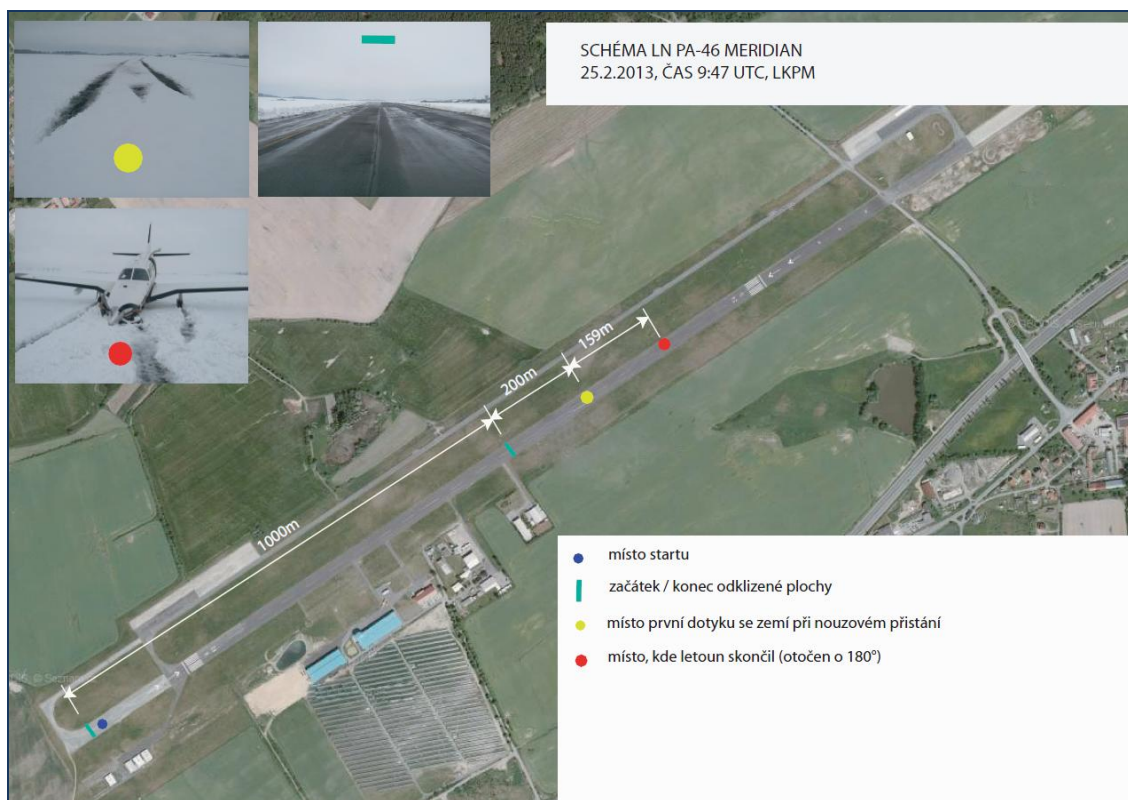 SCHÉMA LN PA-46 MERIDIAN
25.2.2013, ČAS 9:47 UTC, LKPM
159m
200m
1000m
místo startu
začátek / konec odklizené plochy
místo první dotyku se zemí při nouzovém přistání
místo, kde letoun skončil (otočen o 180°)